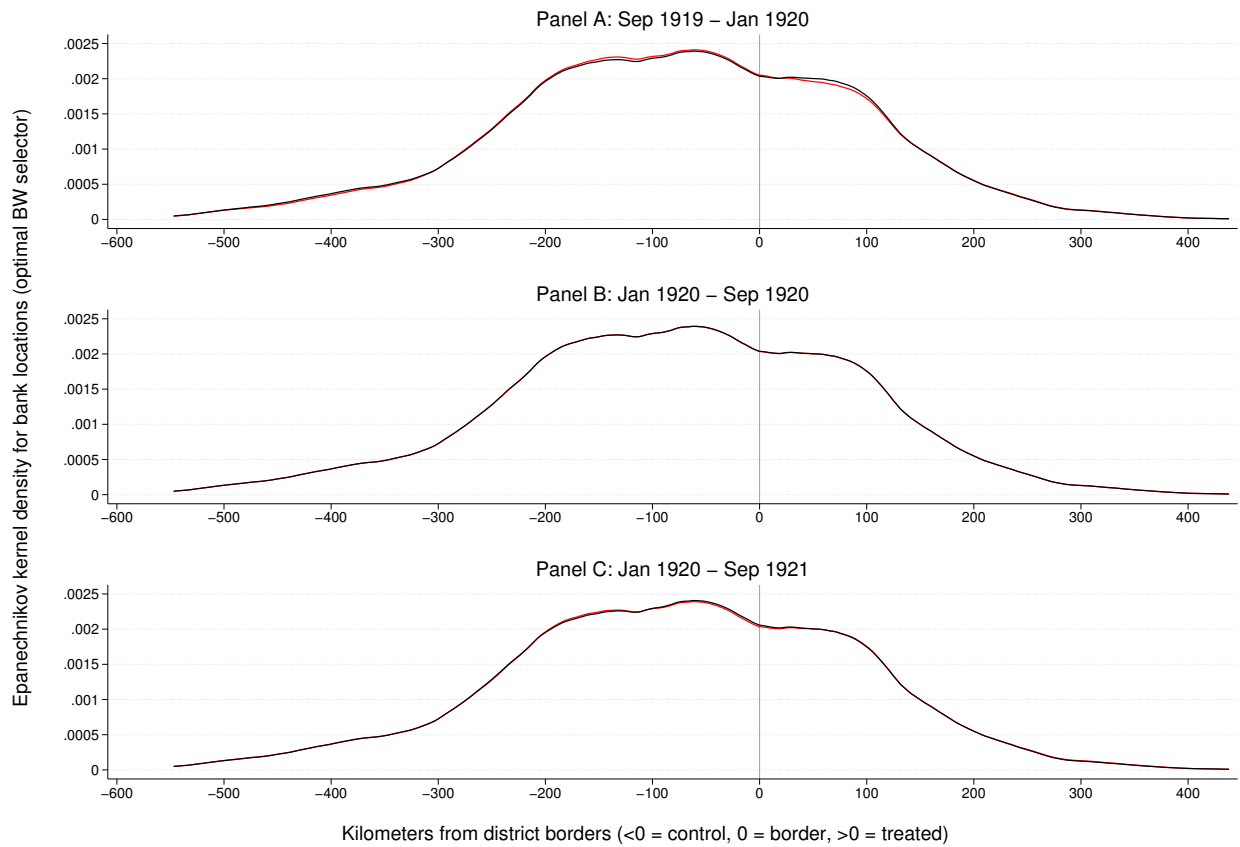 Epanechnikov kernel density for bank locations (optimal BW selector)
Panel A: Sep 1919 − Jan 1920
.0025
.002
.0015
.001
.0005
0
−600 −500 −400 −300 −200 −100 0 100 200 300 400
Panel B: Jan 1920 − Sep 1920
.0025
.002
.0015
.001
.0005
0
−600 −500 −400 −300 −200 −100 0 100 200 300 400
Panel C: Jan 1920 − Sep 1921
.0025
.002
.0015
.001
.0005
0
−600 −500 −400 −300 −200 −100 0 100 200 300 400
Kilometers from district borders (<0 = control, 0 = border, >0 = treated)